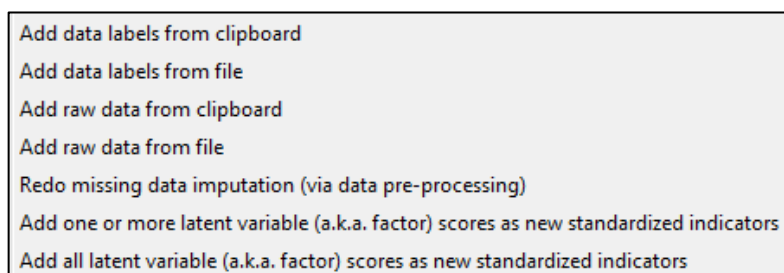 Add data labels from clipboard
Add data labels from file
Add raw data from clipboard
Add raw data from file
Redo missing data imputation (via data pre-processing)
Add one or more latent variable (a.k.a. factor) scores as new standardized indicators
Add all latent variable (a.k.a. factor) scores as new standardized indicators